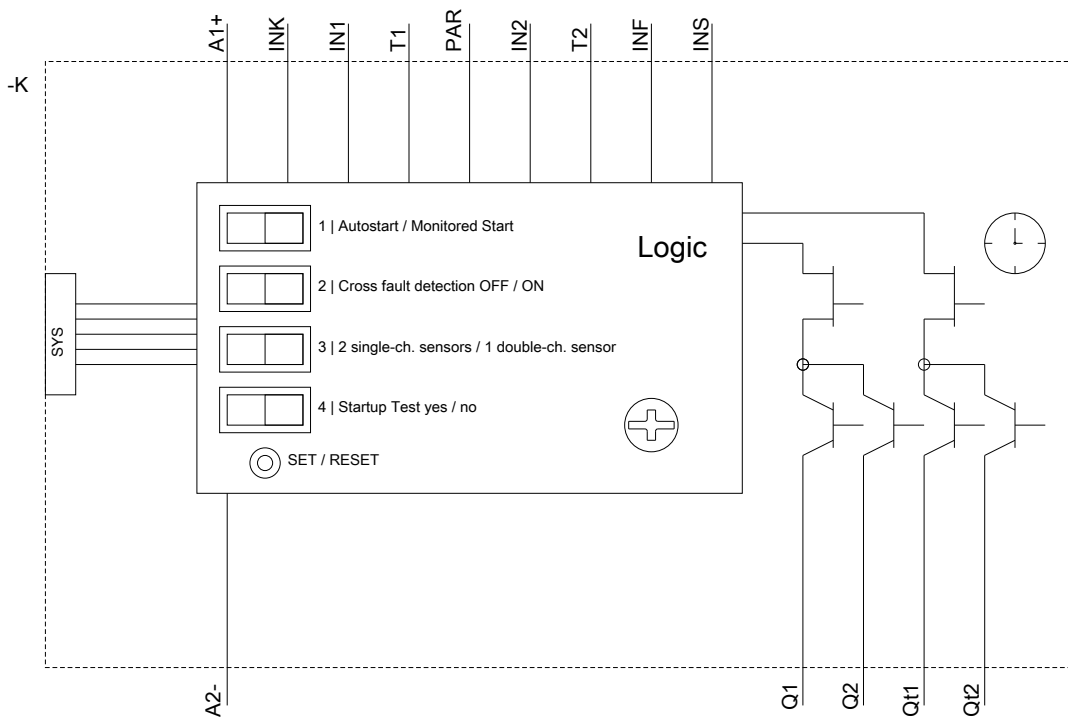 A1+
INK
IN1
T1
PAR
IN2
T2
INF
INS
-K
1 | Autostart / Monitored Start
Logic
2 | Cross fault detection OFF / ON
SYS
3 | 2 single-ch. sensors / 1 double-ch. sensor
4 | Startup Test yes / no
SET / RESET
A2-
Q1
Q2
Qt1
Qt2